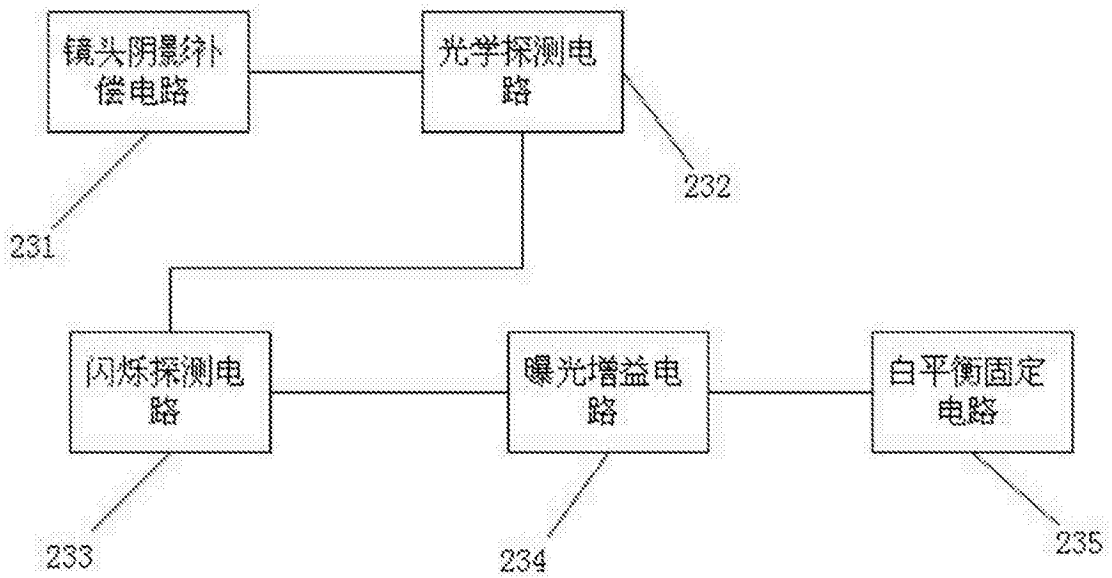 镜头阴影补
偿电路
光学探测电
路
232
231
闪烁探测电
路
曝光增益电
路
白平衡固定
电路
233
234
235